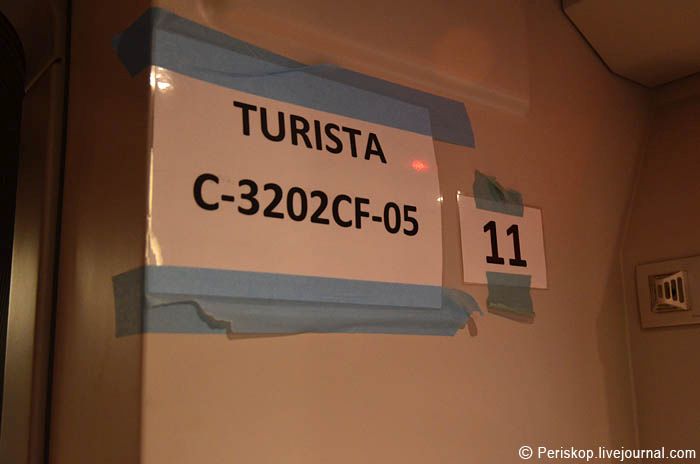 TURISTA
C-3202CF-05
11
© Periskop.livejournal.com